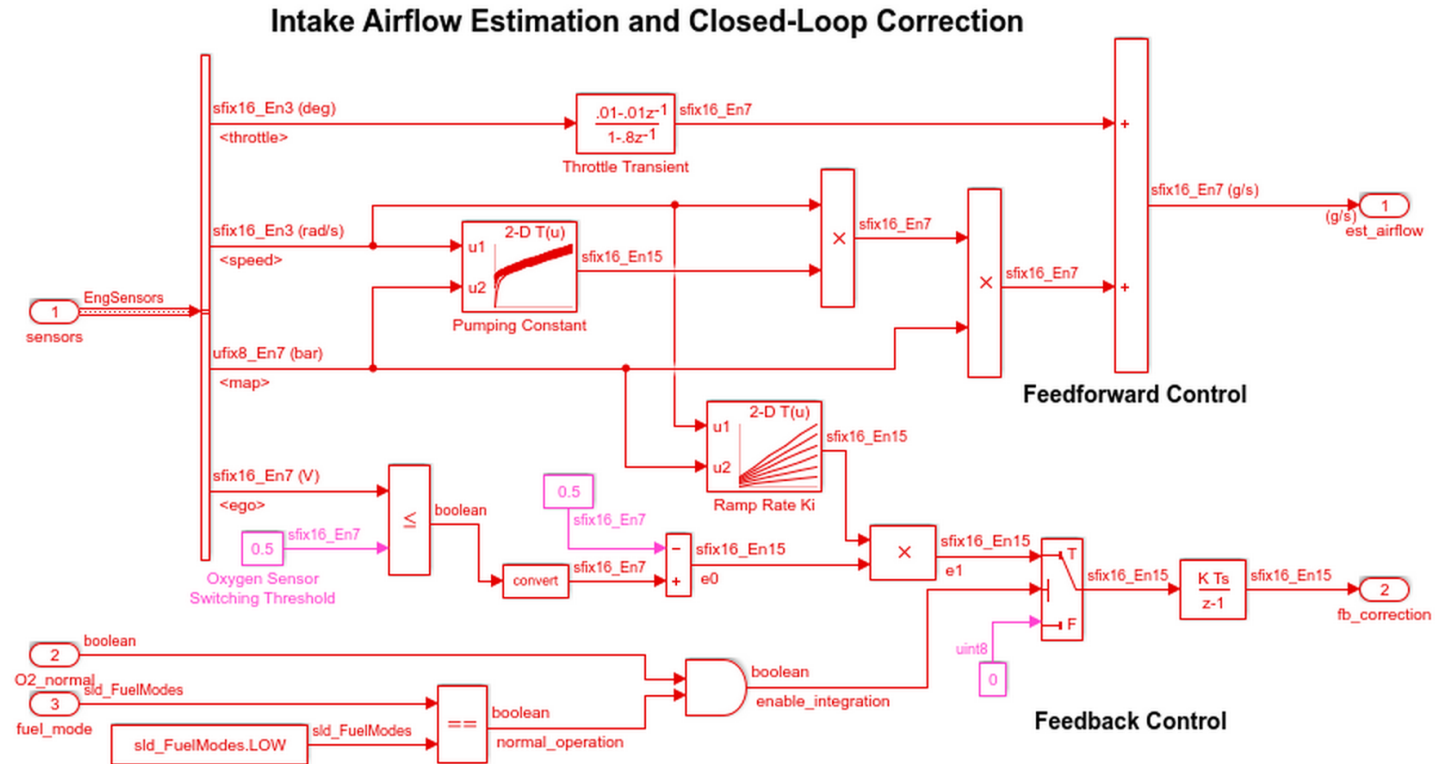 Intake Airflow Estimation and Closed-Loop Correction
sfix16_En3 (deg)
<throttle>
.01-.01z-1
1-.8z-1
sfix16_En7
Throttle Transient
+
sfix16_En7 (g/s)
(g/s)
1
est_airflow
sfix16_En3 (rad/s)
<speed>
2-D T(u)
u1
u2
Pumping Constant
sfix16_En15
×
sfix16_En7
×
sfix16_En7
+
EngSensors
1
sensors
ufix8_En7 (bar)
<map>
Feedforward Control
2-D T(u)
u1
u2
Ramp Rate Ki
sfix16_En15
sfix16_En7 (V)
<ego>
≤
boolean
0.5
sfix16_En7
Oxygen Sensor
Switching Threshold
0.5
sfix16_En7
convert
sfix16_En7
−
+
sfix16_En15
e0
×
sfix16_En15
e1
T
F
sfix16_En15
K Ts
z-1
sfix16_En15
2
fb_correction
uint8
0
2
boolean
O2_normal
3
sld_FuelModes
fuel_mode
sld_FuelModes.LOW
sld_FuelModes
==
boolean
normal_operation
boolean
enable_integration
Feedback Control